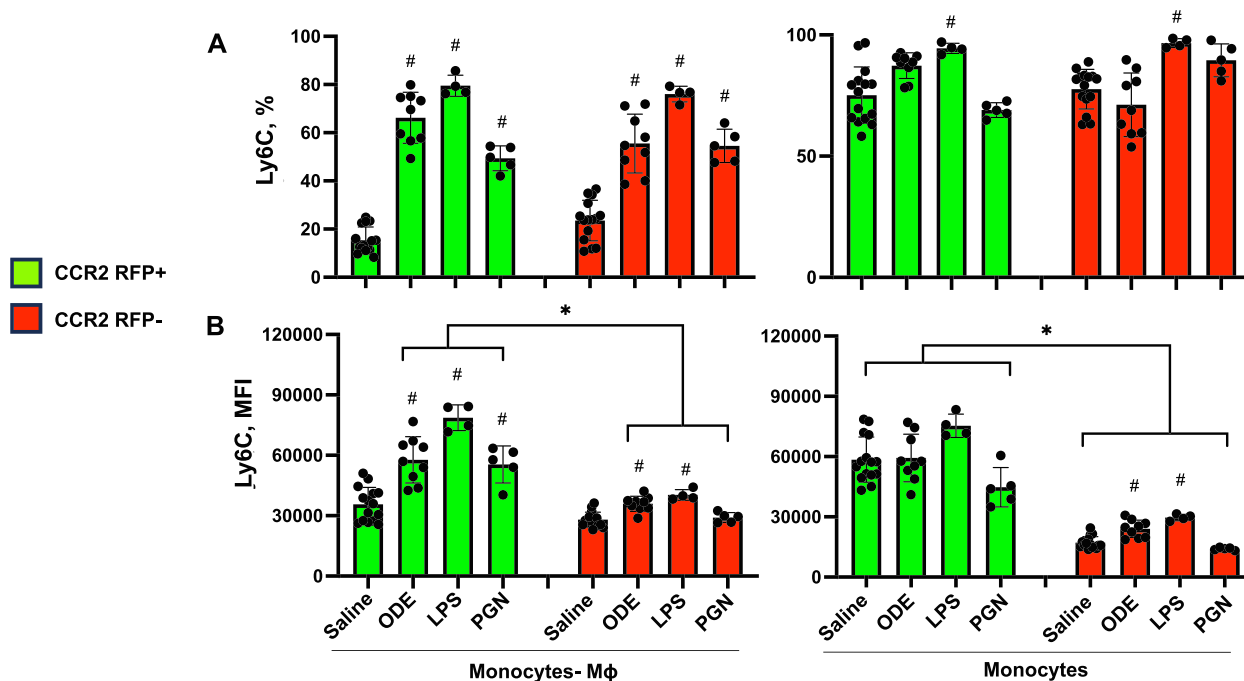 A
Ly6C, %
100
80
60
40
20
0
# # # # # #
100
50
0
# #
CCR2 RFP+
CCR2 RFP-
B
Ly6C, MFI
120000
90000
60000
30000
0
*
# # # # #
Saline ODE LPS PGN Saline ODE LPS PGN
Monocytes- Mϕ
120000
90000
60000
30000
0
*
# #
Saline ODE LPS PGN Saline ODE LPS PGN
Monocytes